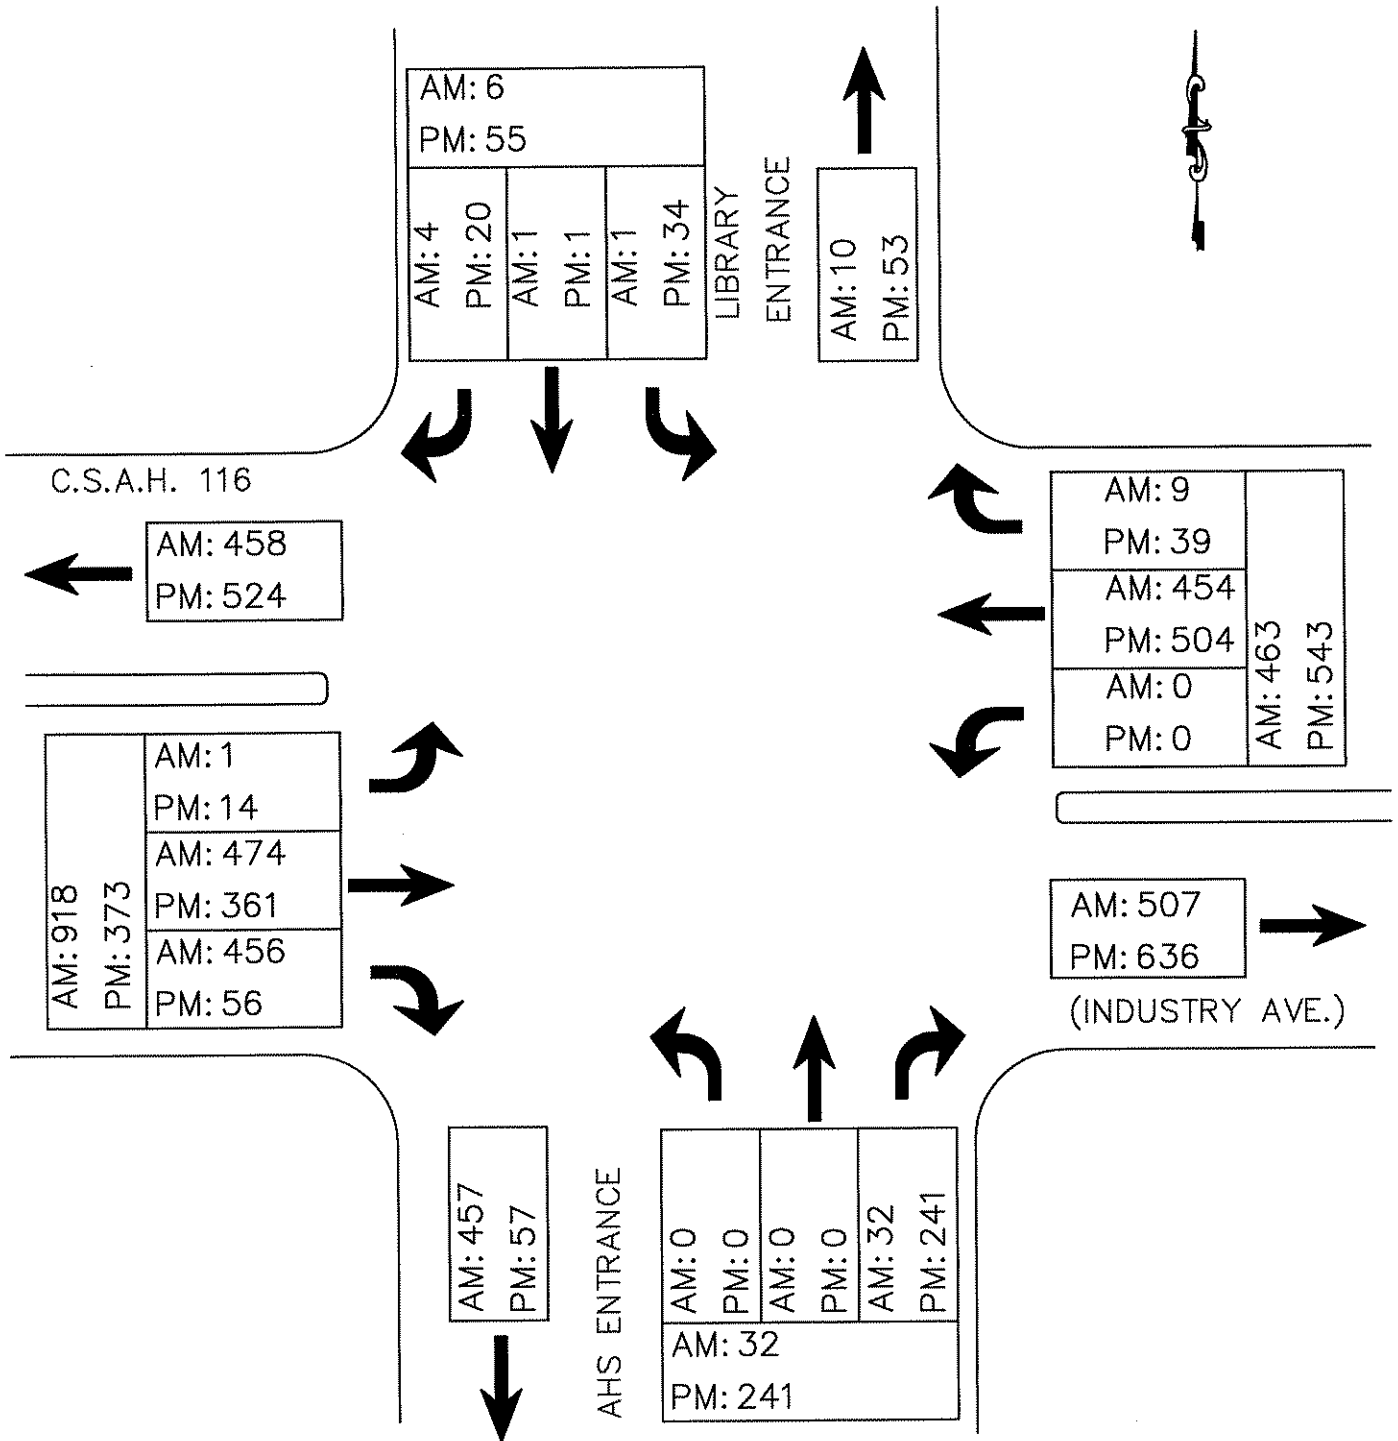 AM: 6
PM: 55
AM: 4
PM: 20
AM: 1
PM: 1
AM: 1
PM: 34
LIBRARY
ENTRANCE
AM: 10
PM: 53
C.S.A.H. 116
AM: 458
PM: 524
AM: 9
PM: 39
AM: 454
PM: 504
AM: 0
PM: 0
AM: 463
PM: 543
AM: 918
PM: 373
AM: 1
PM: 14
AM: 474
PM: 361
AM: 456
PM: 56
AM: 507
PM: 636
(INDUSTRY AVE.)
AM: 457
PM: 57
AHS ENTRANCE
AM: 0
PM: 0
AM: 0
PM: 0
AM: 32
PM: 241
AM: 32
PM: 241